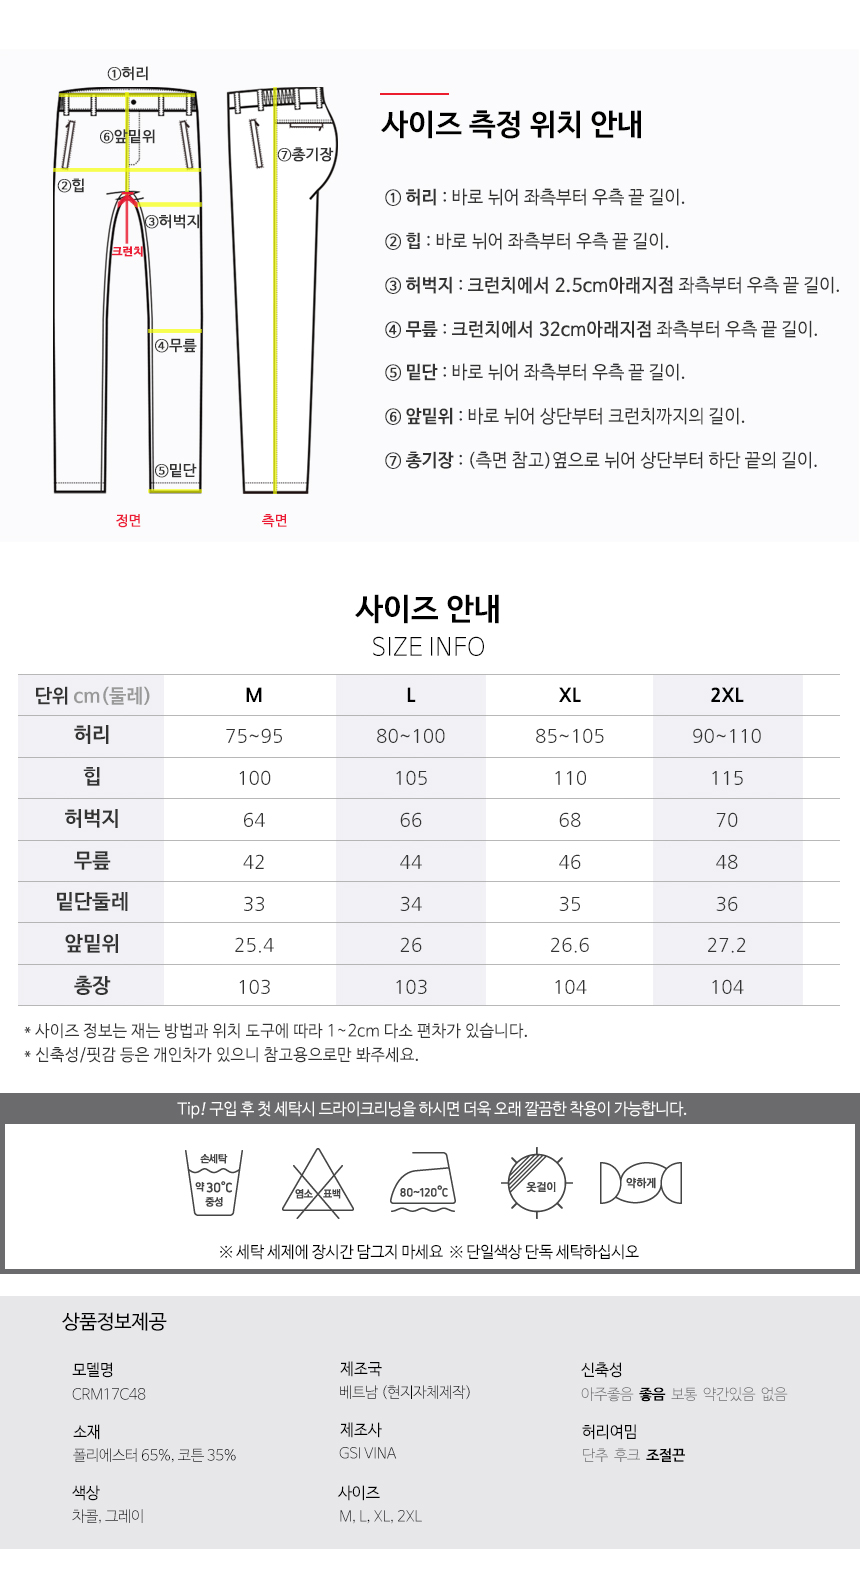 ①허리
⑥앞밑위
②힙
③허벅지
크런치
④무릎
⑤밑단
⑦총기장
정면
측면
사이즈 측정 위치 안내
① 허리 : 바로 뉘어 좌측부터 우측 끝 길이.
② 힙 : 바로 뉘어 좌측부터 우측 끝 길이.
③ 허벅지 : 크런치에서 2.5cm아래지점 좌측부터 우측 끝 길이.
④ 무릎 : 크런치에서 32cm아래지점 좌측부터 우측 끝 길이.
⑤ 밑단 : 바로 뉘어 좌측부터 우측 끝 길이.
⑥ 앞밑위 : 바로 뉘어 상단부터 크런치까지의 길이.
⑦ 총기장 : (측면 참고)옆으로 뉘어 상단부터 하단 끝의 길이.
사이즈 안내
SIZE INFO
단위 cm(둘레) M L XL 2XL
허리 75~95 80~100 85~105 90~110
힙 100 105 110 115
허벅지 64 66 68 70
무릎 42 44 46 48
밑단둘레 33 34 35 36
앞밑위 25.4 26 26.6 27.2
총장 103 103 104 104
* 사이즈 정보는 재는 방법과 위치 도구에 따라 1~2cm 다소 편차가 있습니다.
* 신축성/핏감 등은 개인차가 있으니 참고용으로만 봐주세요.
Tip! 구입 후 첫 세탁시 드라이크리닝을 하시면 더욱 오래 깔끔한 착용이 가능합니다.
손세탁
약 30℃
중성
염소 표백
80~120℃
옷걸이
약하게
※ 세탁 세제에 장시간 담그지 마세요 ※ 단일색상 단독 세탁하십시오
상품정보제공
모델명
CRM17C48
소재
폴리에스터 65%, 코튼 35%
색상
차콜, 그레이
제조국
베트남 (현지자체제작)
제조사
GSI VINA
사이즈
M, L, XL, 2XL
신축성
아주좋음 좋음 보통 약간있음 없음
허리여밈
단추 후크 조절끈